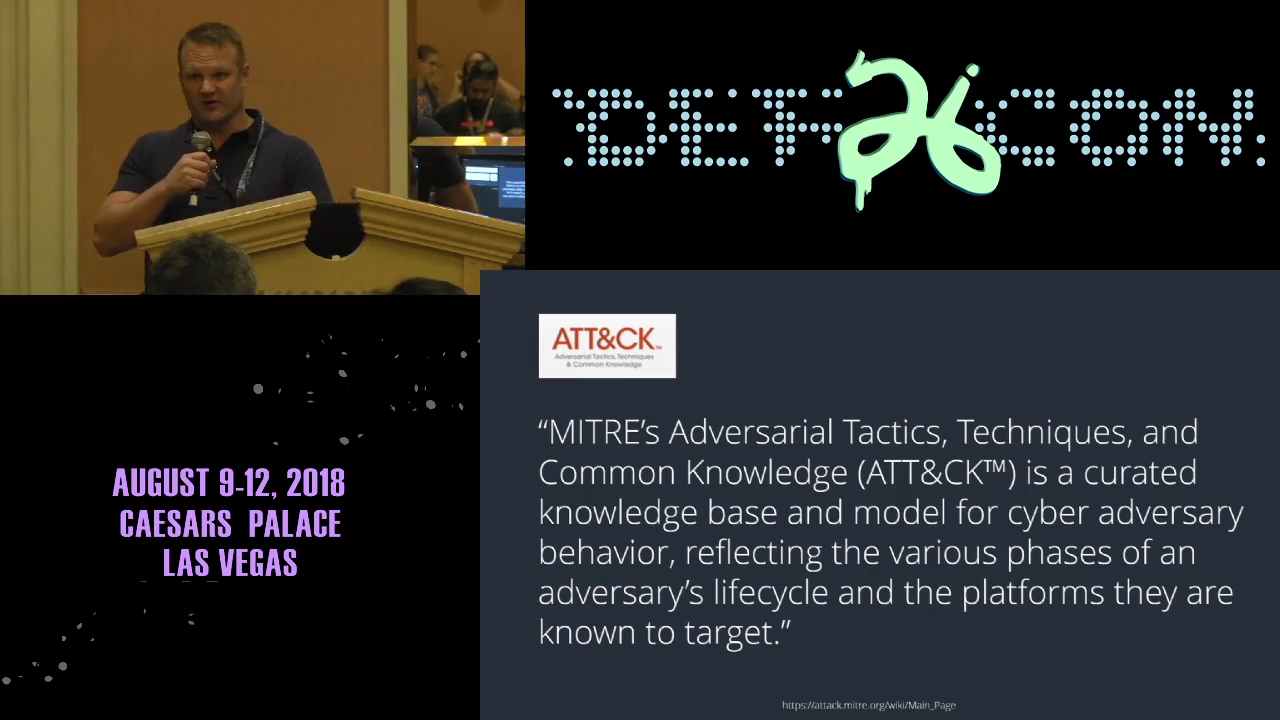 DEF 26 CON
ATT&CK™
Adversarial Tactics, Techniques
& Common Knowledge
“MITRE’s Adversarial Tactics, Techniques, and
Common Knowledge (ATT&CK™) is a curated
knowledge base and model for cyber adversary
behavior, reflecting the various phases of an
adversary’s lifecycle and the platforms they are
known to target.”
https://attack.mitre.org/wiki/Main_Page
AUGUST 9-12, 2018
CAESARS PALACE
LAS VEGAS